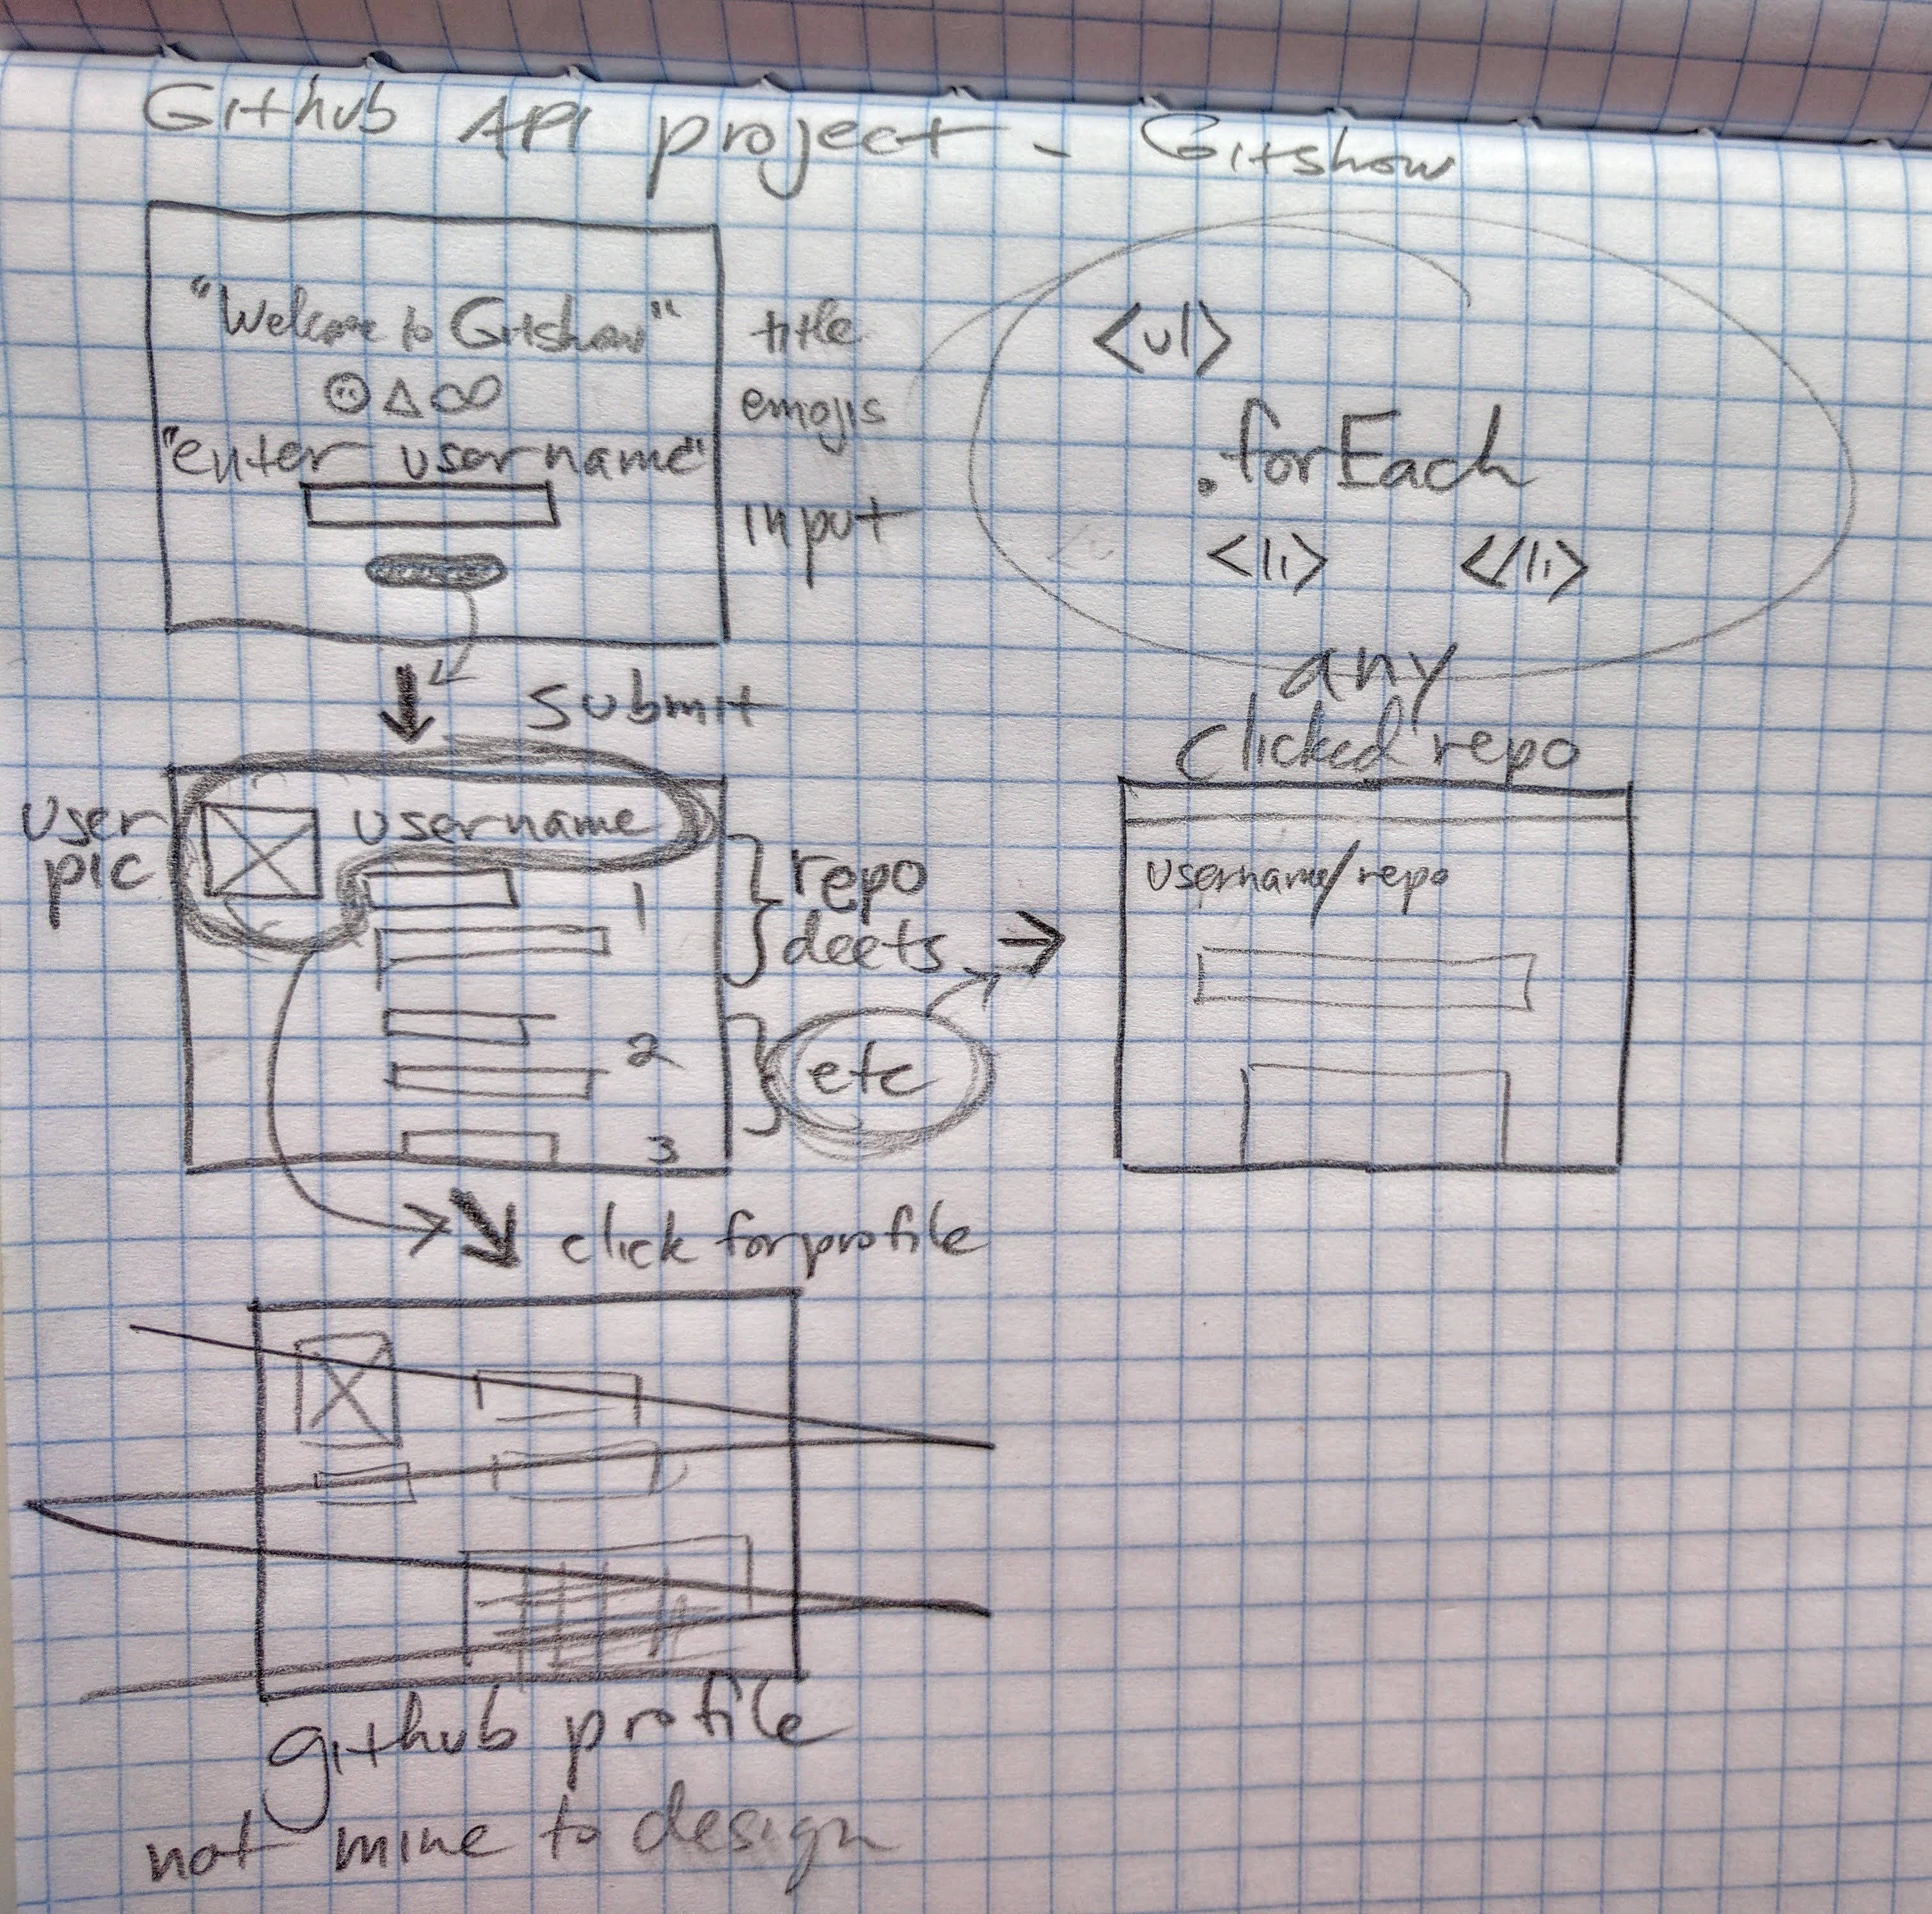 Github API project - Gitshow
"Welcome to Gitshow"
title
emojis
"enter username"
input
<ul>
.forEach
<li> </li>
submit
user
pic
username
1
repo
deets
2
etc
3
any
clicked repo
username/repo
click for profile
github profile
not mine to design